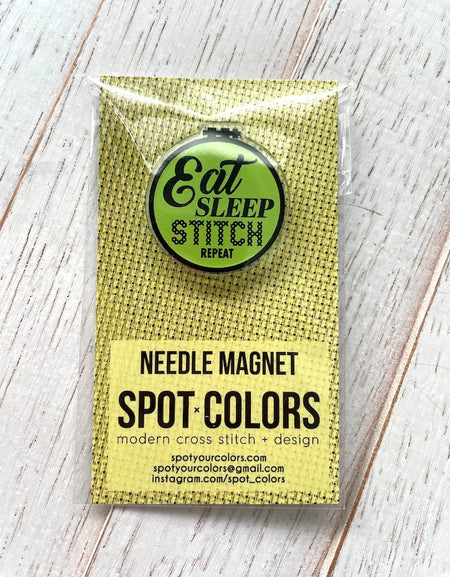 Eat
SLEEP
STITCH
REPEAT
NEEDLE MAGNET
SPOT × COLORS
modern cross stitch + design
spotyourcolors.com
spotyourcolors@gmail.com
instagram.com/spot_colors